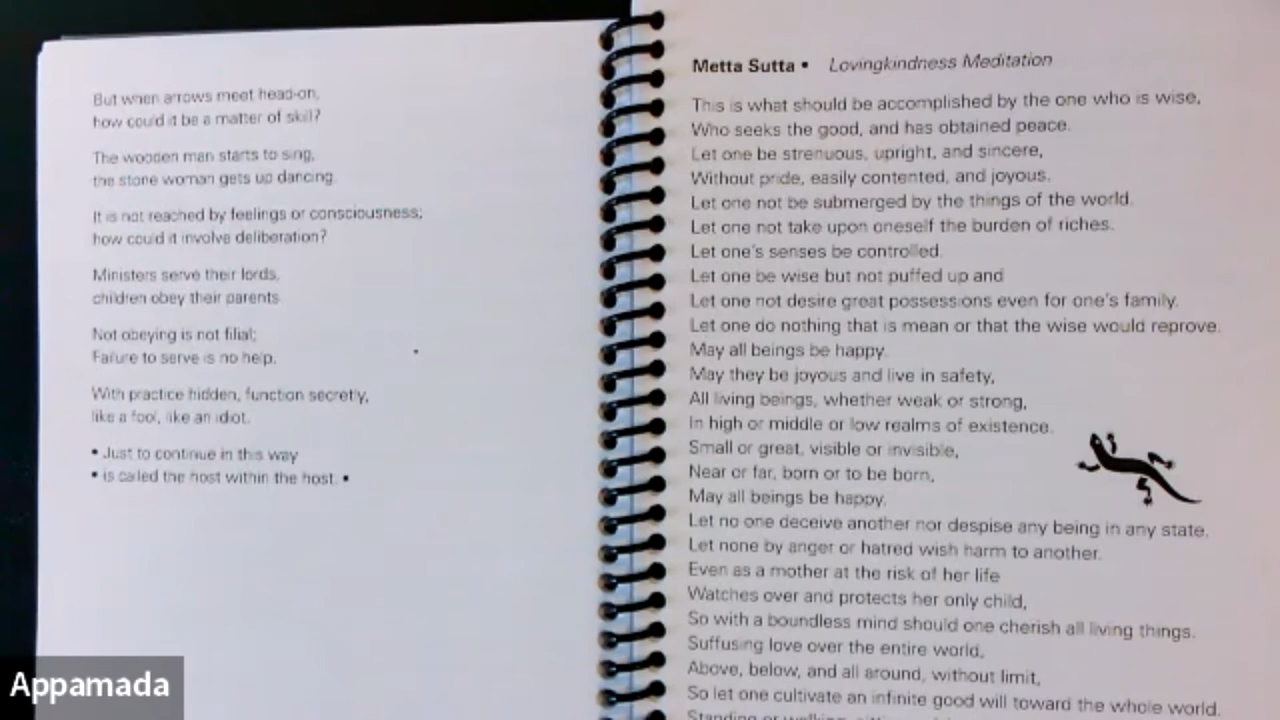 But when arrows meet head-on,
how could it be a matter of skill?
The wooden man starts to sing,
the stone woman gets up dancing.
It is not reached by feelings or consciousness;
how could it involve deliberation?
Ministers serve their lords,
children obey their parents.
Not obeying is not filial;
Failure to serve is no help.
With practice hidden, function secretly,
like a fool, like an idiot.
• Just to continue in this way
• is called the host within the host. •
Metta Sutta • Lovingkindness Meditation
This is what should be accomplished by the one who is wise,
Who seeks the good, and has obtained peace.
Let one be strenuous, upright, and sincere,
Without pride, easily contented, and joyous.
Let one not be submerged by the things of the world.
Let one not take upon oneself the burden of riches.
Let one's senses be controlled.
Let one be wise but not puffed up and
Let one not desire great possessions even for one's family.
Let one do nothing that is mean or that the wise would reprove.
May all beings be happy.
May they be joyous and live in safety,
All living beings, whether weak or strong,
In high or middle or low realms of existence.
Small or great, visible or invisible,
Near or far, born or to be born,
May all beings be happy.
Let no one deceive another nor despise any being in any state,
Let none by anger or hatred wish harm to another.
Even as a mother at the risk of her life
Watches over and protects her only child,
So with a boundless mind should one cherish all living things.
Suffusing love over the entire world,
Above, below, and all around, without limit,
So let one cultivate an infinite good will toward the whole world.
Standing or walking,
Appamada